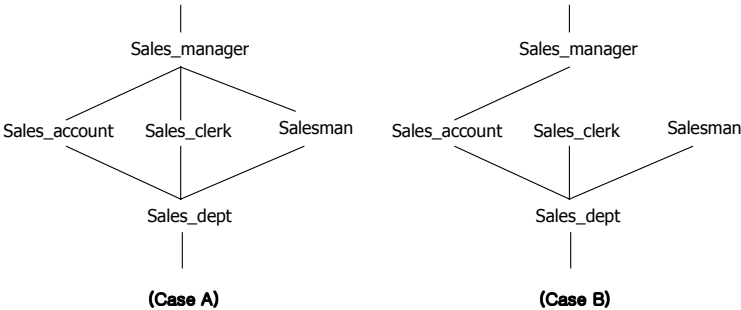 Sales_manager
Sales_account Sales_clerk Salesman
Sales_dept
(Case A)
Sales_manager
Sales_account Sales_clerk Salesman
Sales_dept
(Case B)